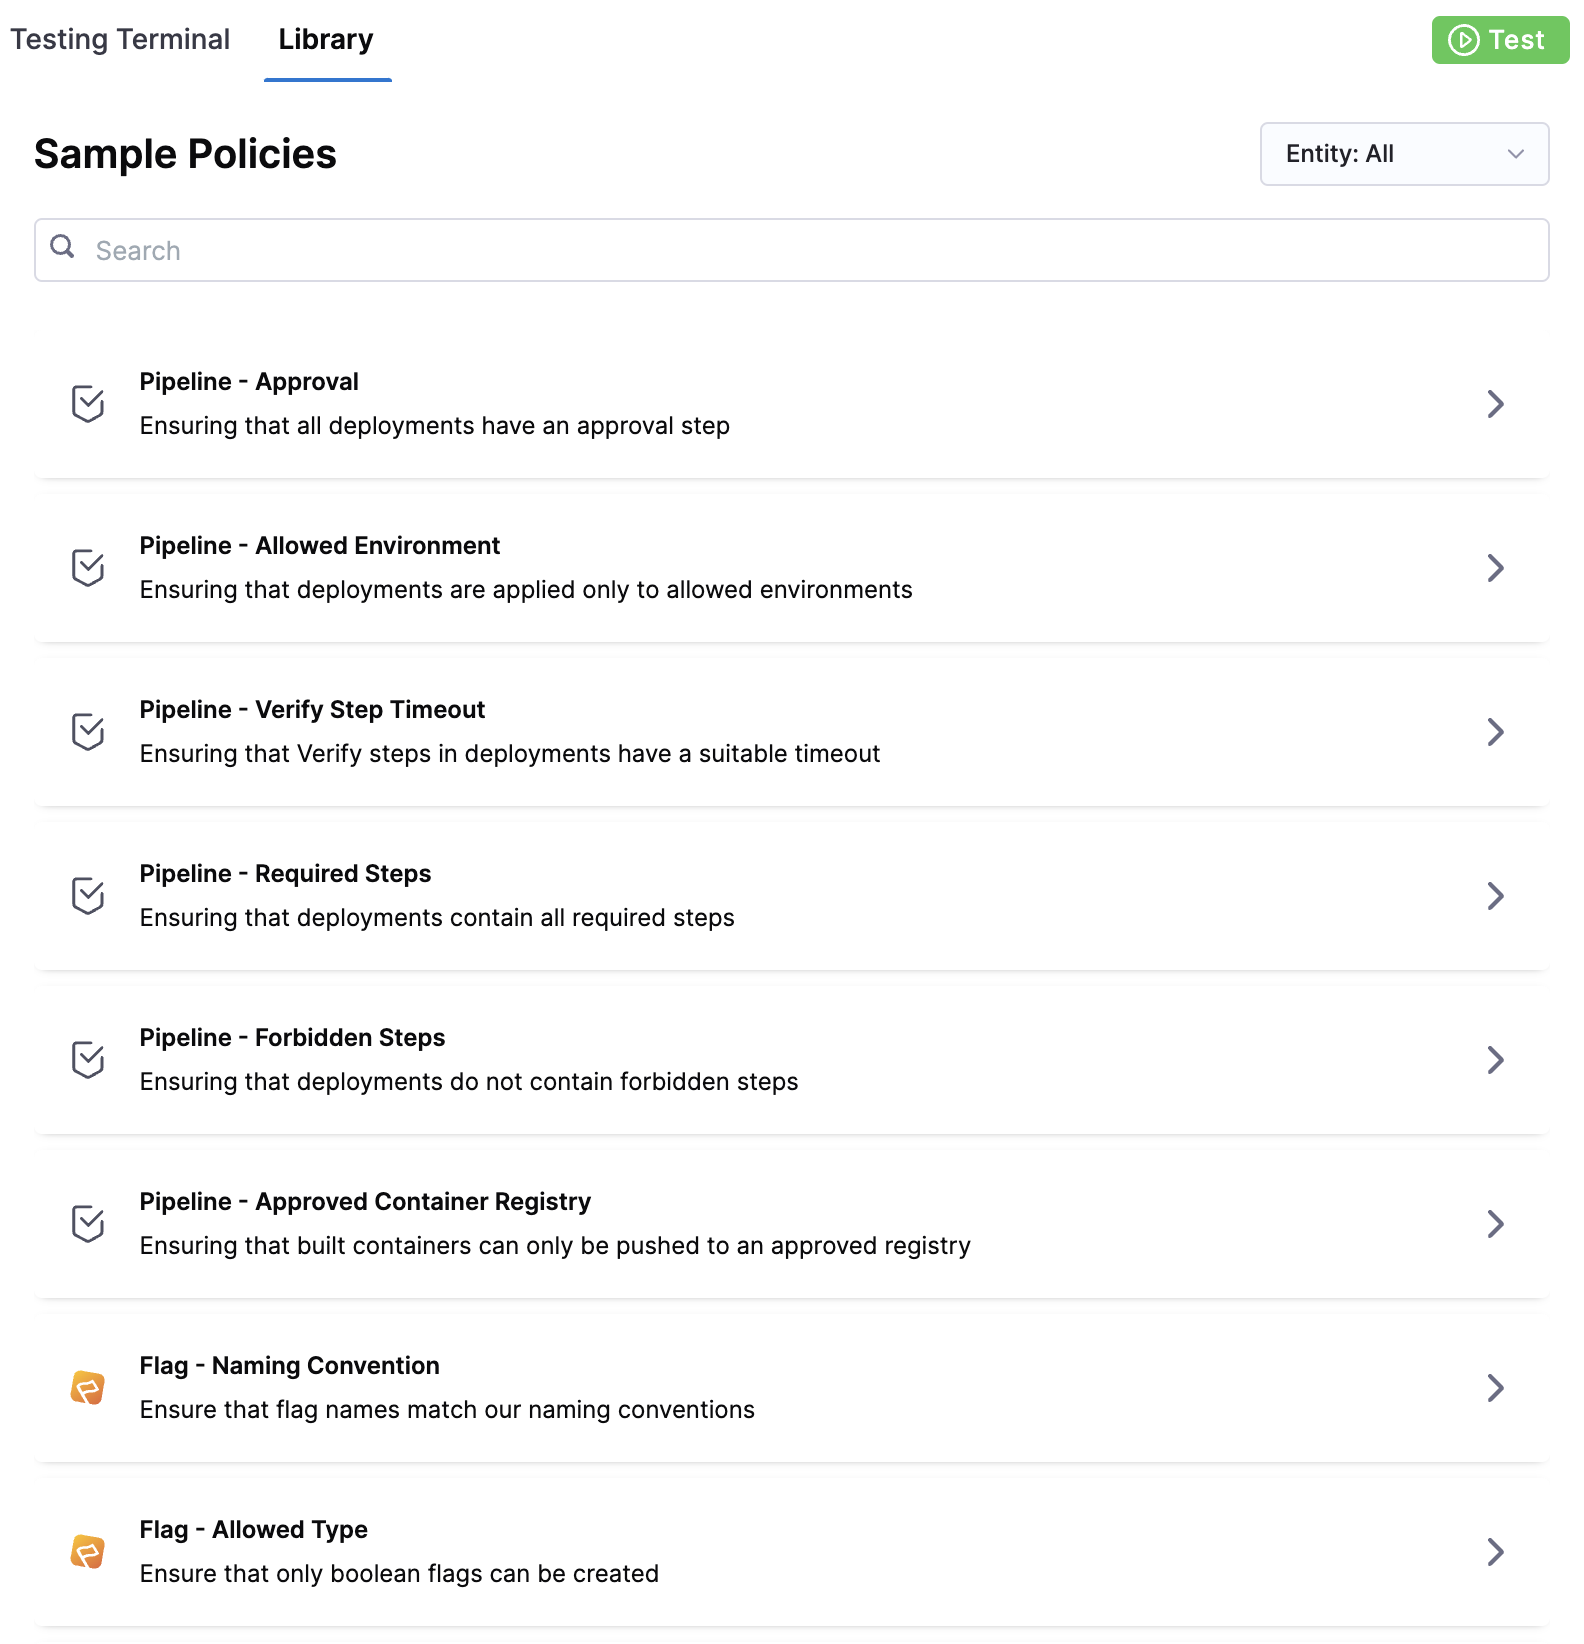 Testing Terminal
Library
Test
Sample Policies
Entity: All
Search
Pipeline - Approval
Ensuring that all deployments have an approval step
Pipeline - Allowed Environment
Ensuring that deployments are applied only to allowed environments
Pipeline - Verify Step Timeout
Ensuring that Verify steps in deployments have a suitable timeout
Pipeline - Required Steps
Ensuring that deployments contain all required steps
Pipeline - Forbidden Steps
Ensuring that deployments do not contain forbidden steps
Pipeline - Approved Container Registry
Ensuring that built containers can only be pushed to an approved registry
Flag - Naming Convention
Ensure that flag names match our naming conventions
Flag - Allowed Type
Ensure that only boolean flags can be created